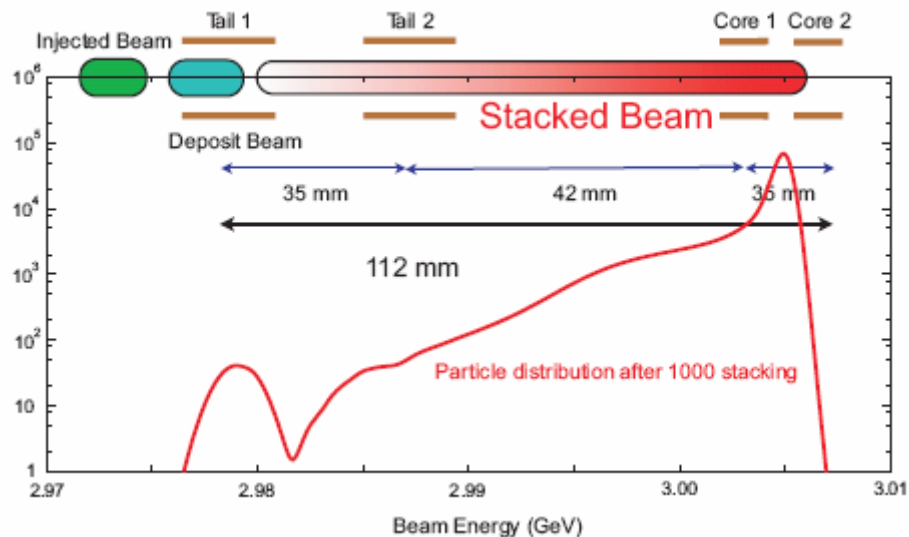 Tail 1 Tail 2 Core 1 Core 2
Injected Beam
10⁶
Stacked Beam
10⁵
Deposit Beam
35 mm 42 mm 35 mm
10⁴
112 mm
10³
10²
Particle distribution after 1000 stacking
10
1
2.97 2.98 2.99 3.00 3.01
Beam Energy (GeV)